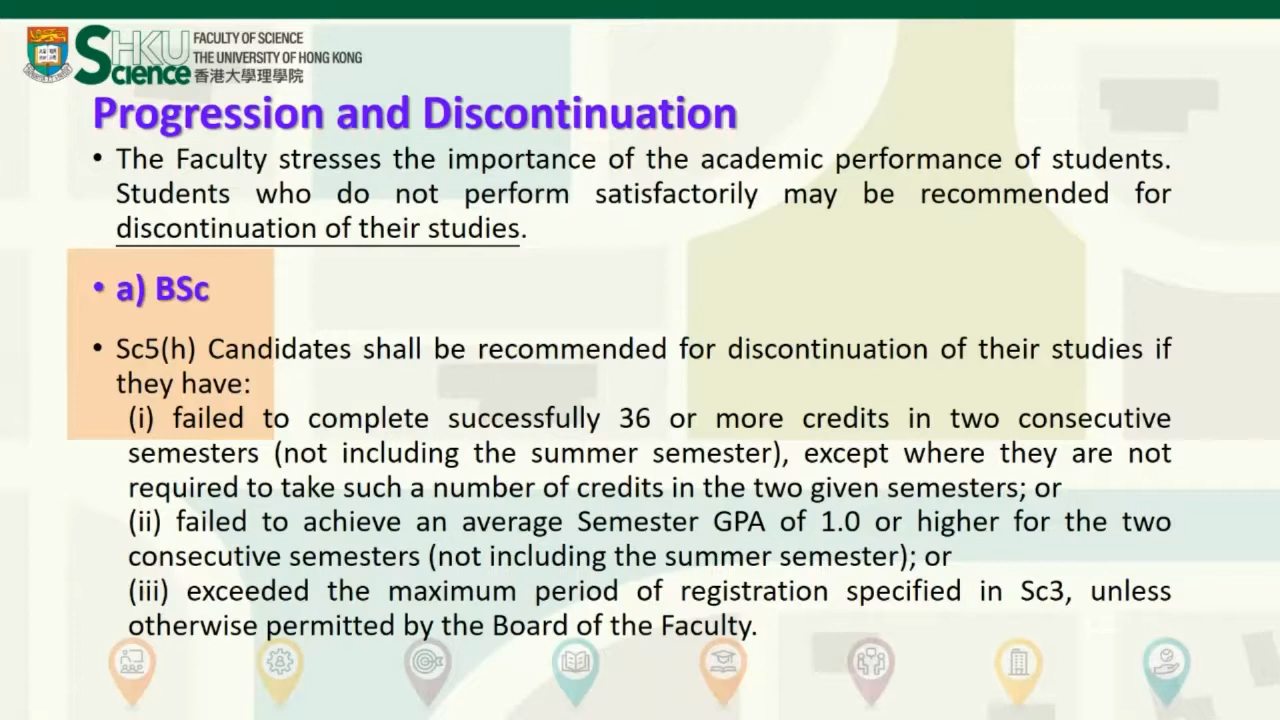 SHKU
Science
FACULTY OF SCIENCE
THE UNIVERSITY OF HONG KONG
香港大學理學院
Progression and Discontinuation
• The Faculty stresses the importance of the academic performance of students.
Students who do not perform satisfactorily may be recommended for
discontinuation of their studies.
• a) BSc
• Sc5(h) Candidates shall be recommended for discontinuation of their studies if
they have:
(i) failed to complete successfully 36 or more credits in two consecutive
semesters (not including the summer semester), except where they are not
required to take such a number of credits in the two given semesters; or
(ii) failed to achieve an average Semester GPA of 1.0 or higher for the two
consecutive semesters (not including the summer semester); or
(iii) exceeded the maximum period of registration specified in Sc3, unless
otherwise permitted by the Board of the Faculty.